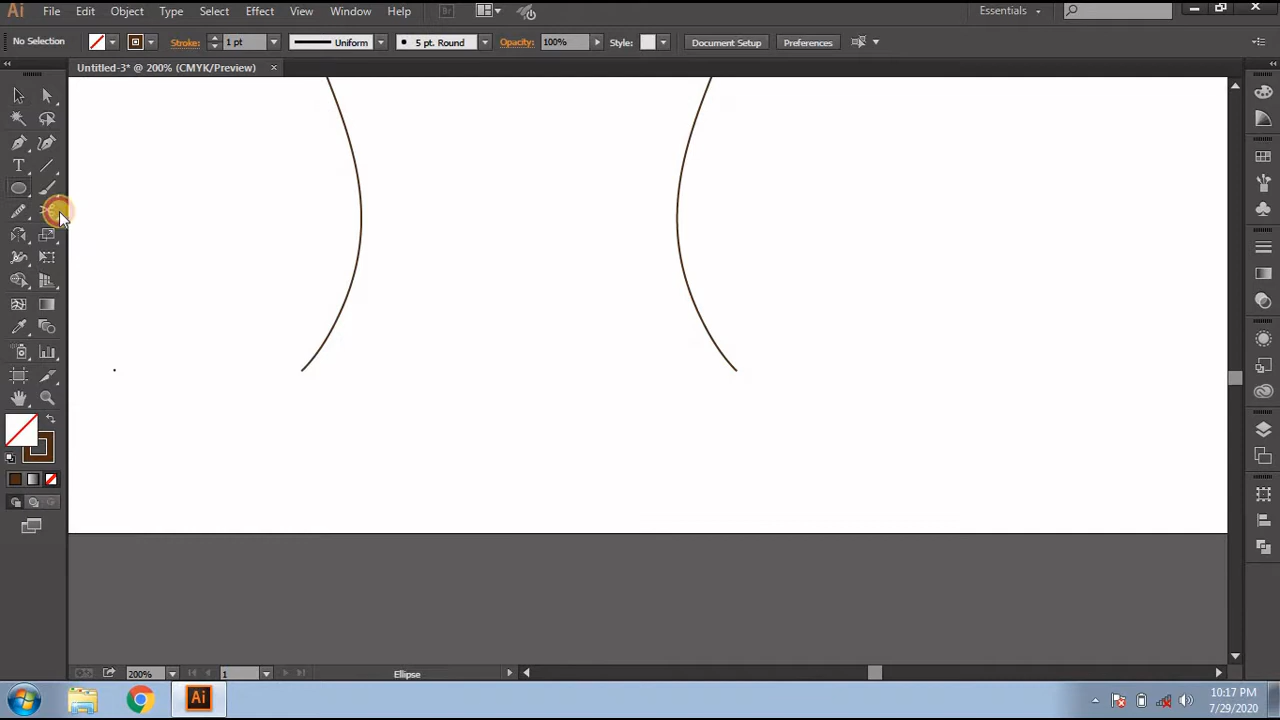 Ai File Edit Object Type Select Effect View Window Help Br Essentials
No Selection Stroke: 1 pt Uniform 5 pt. Round Opacity: 100% Style: Document Setup Preferences
Untitled-3* @ 200% (CMYK/Preview) ×
T
200% 1 Ellipse
Ai 10:17 PM
7/29/2020